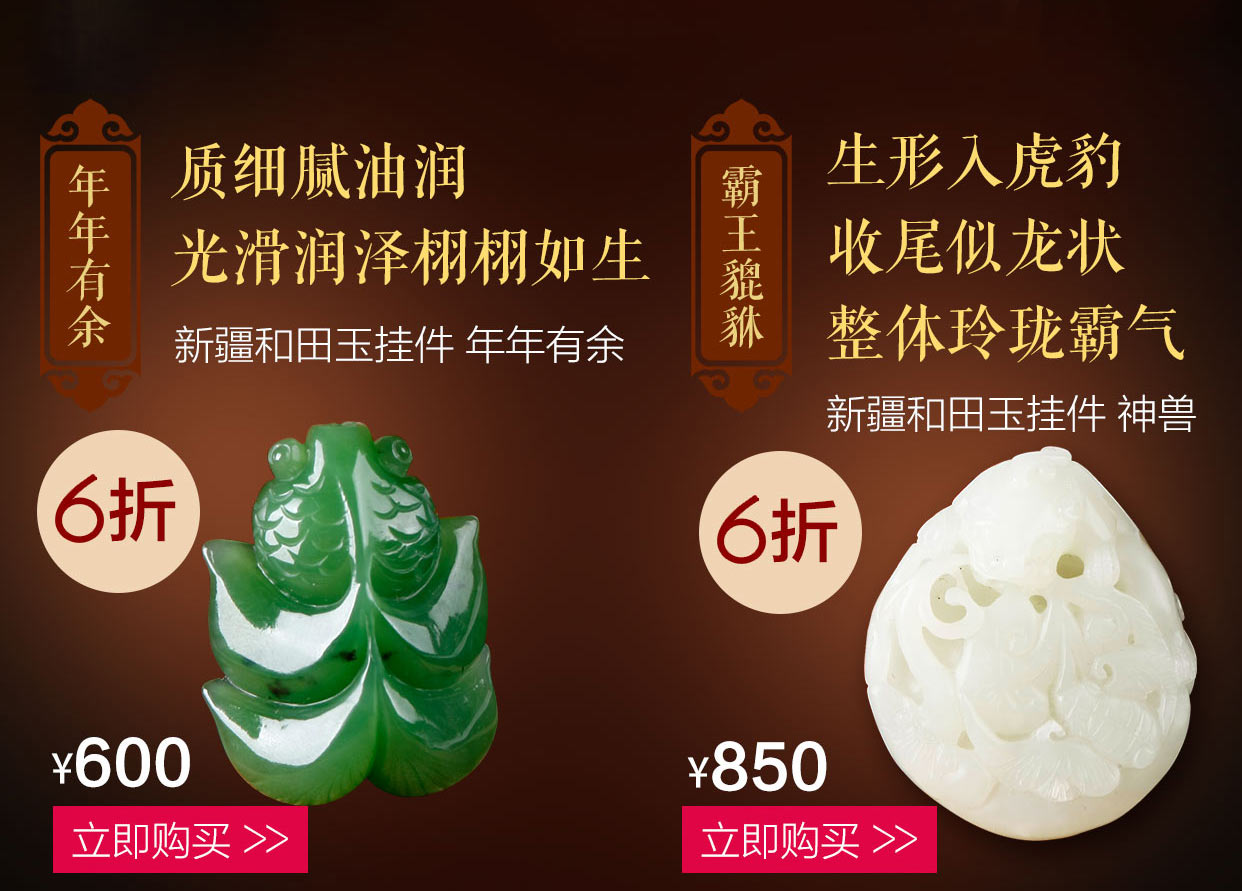 年年有余
质细腻油润
光滑润泽栩栩如生
新疆和田玉挂件 年年有余
6折
¥600
立即购买 >>
霸王貔貅
生形入虎豹
收尾似龙状
整体玲珑霸气
新疆和田玉挂件 神兽
6折
¥850
立即购买 >>